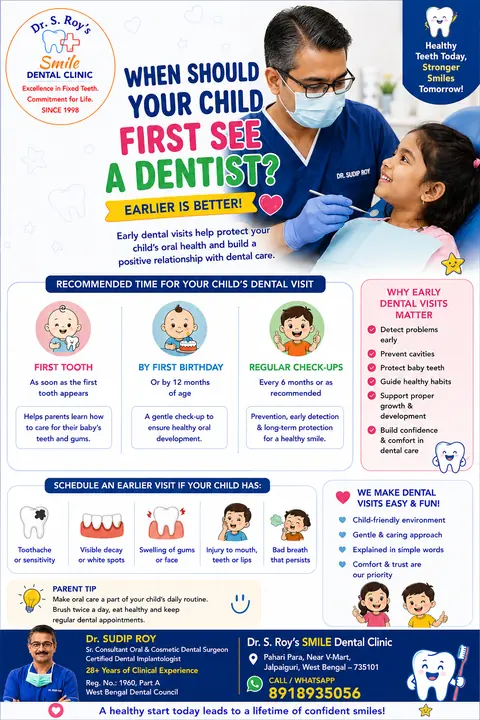 Dr. S. Roy's
Smile
DENTAL CLINIC
Excellence in Fixed Teeth.
Commitment for Life.
SINCE 1998
Healthy
Teeth Today,
Stronger
Smiles
Tomorrow!
WHEN SHOULD
YOUR CHILD
FIRST SEE
A DENTIST?
EARLIER IS BETTER!
Early dental visits help protect your
child's oral health and build a
positive relationship with dental care.
DR. SUDIP ROY
RECOMMENDED TIME FOR YOUR CHILD'S DENTAL VISIT
FIRST TOOTH
As soon as the first
tooth appears
Helps parents learn how
to care for their baby's
teeth and gums.
BY FIRST BIRTHDAY
Or by 12 months
of age
A gentle check-up to
ensure healthy oral
development.
REGULAR CHECK-UPS
Every 6 months or as
recommended
Prevention, early detection
& long-term protection
for a healthy smile.
WHY EARLY
DENTAL VISITS
MATTER
Detect problems
early
Prevent cavities
Protect baby teeth
Guide healthy habits
Support proper
growth &
development
Build confidence
& comfort in
dental care
SCHEDULE AN EARLIER VISIT IF YOUR CHILD HAS:
Toothache
or sensitivity
Visible decay
or white spots
Swelling of gums
or face
Injury to mouth,
teeth or lips
Bad breath
that persists
WE MAKE DENTAL
VISITS EASY & FUN!
Child-friendly environment
Gentle & caring approach
Explained in simple words
Comfort & trust are
our priority
PARENT TIP
Make oral care a part of your child's daily routine.
Brush twice a day, eat healthy and keep
regular dental appointments.
Dr. SUDIP ROY
Sr. Consultant Oral & Cosmetic Dental Surgeon
Certified Dental Implantologist
28+ Years of Clinical Experience
Reg. No.: 1960, Part A
West Bengal Dental Council
Dr. S. Roy's SMILE Dental Clinic
Pahari Para, Near V-Mart,
Jalpaiguri, West Bengal – 735101
CALL / WHATSAPP
8918935056
A healthy start today leads to a lifetime of confident smiles!